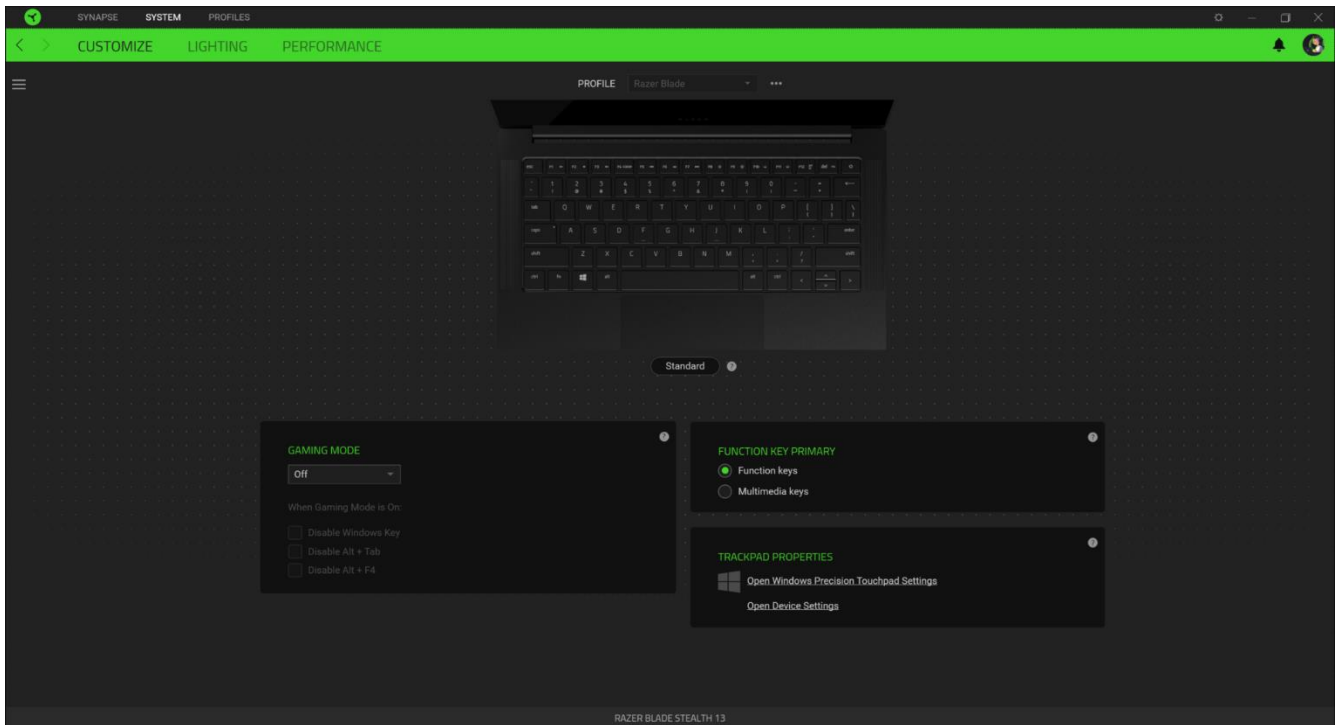 SYNAPSE SYSTEM PROFILES
CUSTOMIZE LIGHTING PERFORMANCE
PROFILE Razer Blade
Standard
GAMING MODE
Off
When Gaming Mode is On:
Disable Windows Key
Disable Alt + Tab
Disable Alt + F4
FUNCTION KEY PRIMARY
Function keys
Multimedia keys
TRACKPAD PROPERTIES
Open Windows Precision Touchpad Settings
Open Device Settings
RAZER BLADE STEALTH 13